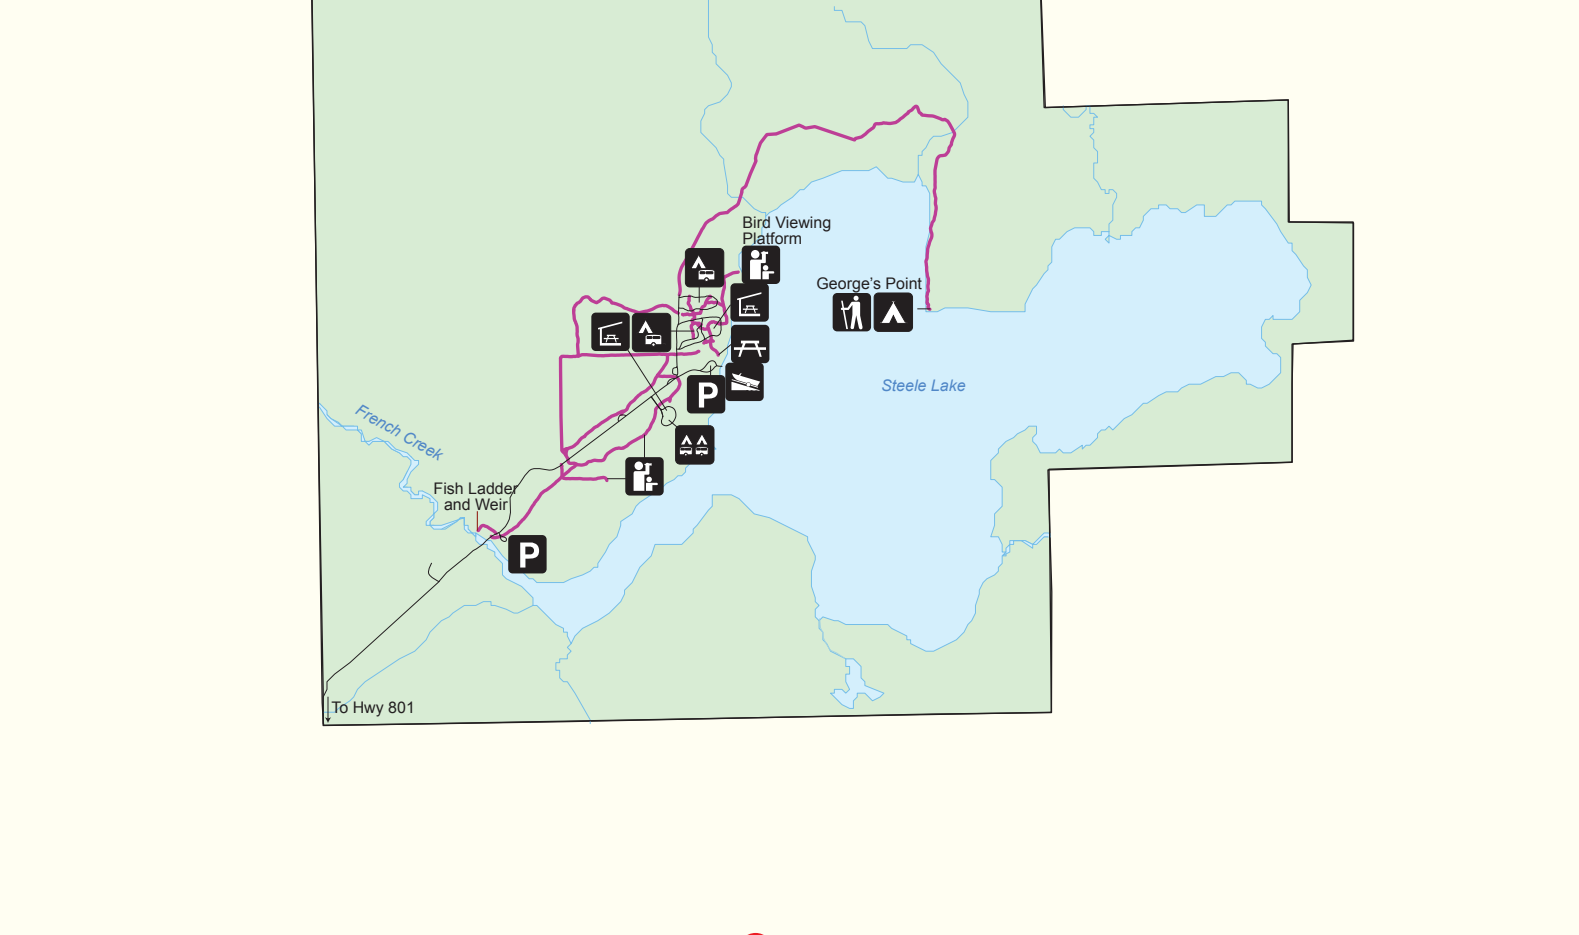 Bird Viewing
Platform
George's Point
Steele Lake
P
French Creek
Fish Ladder
and Weir
P
To Hwy 801